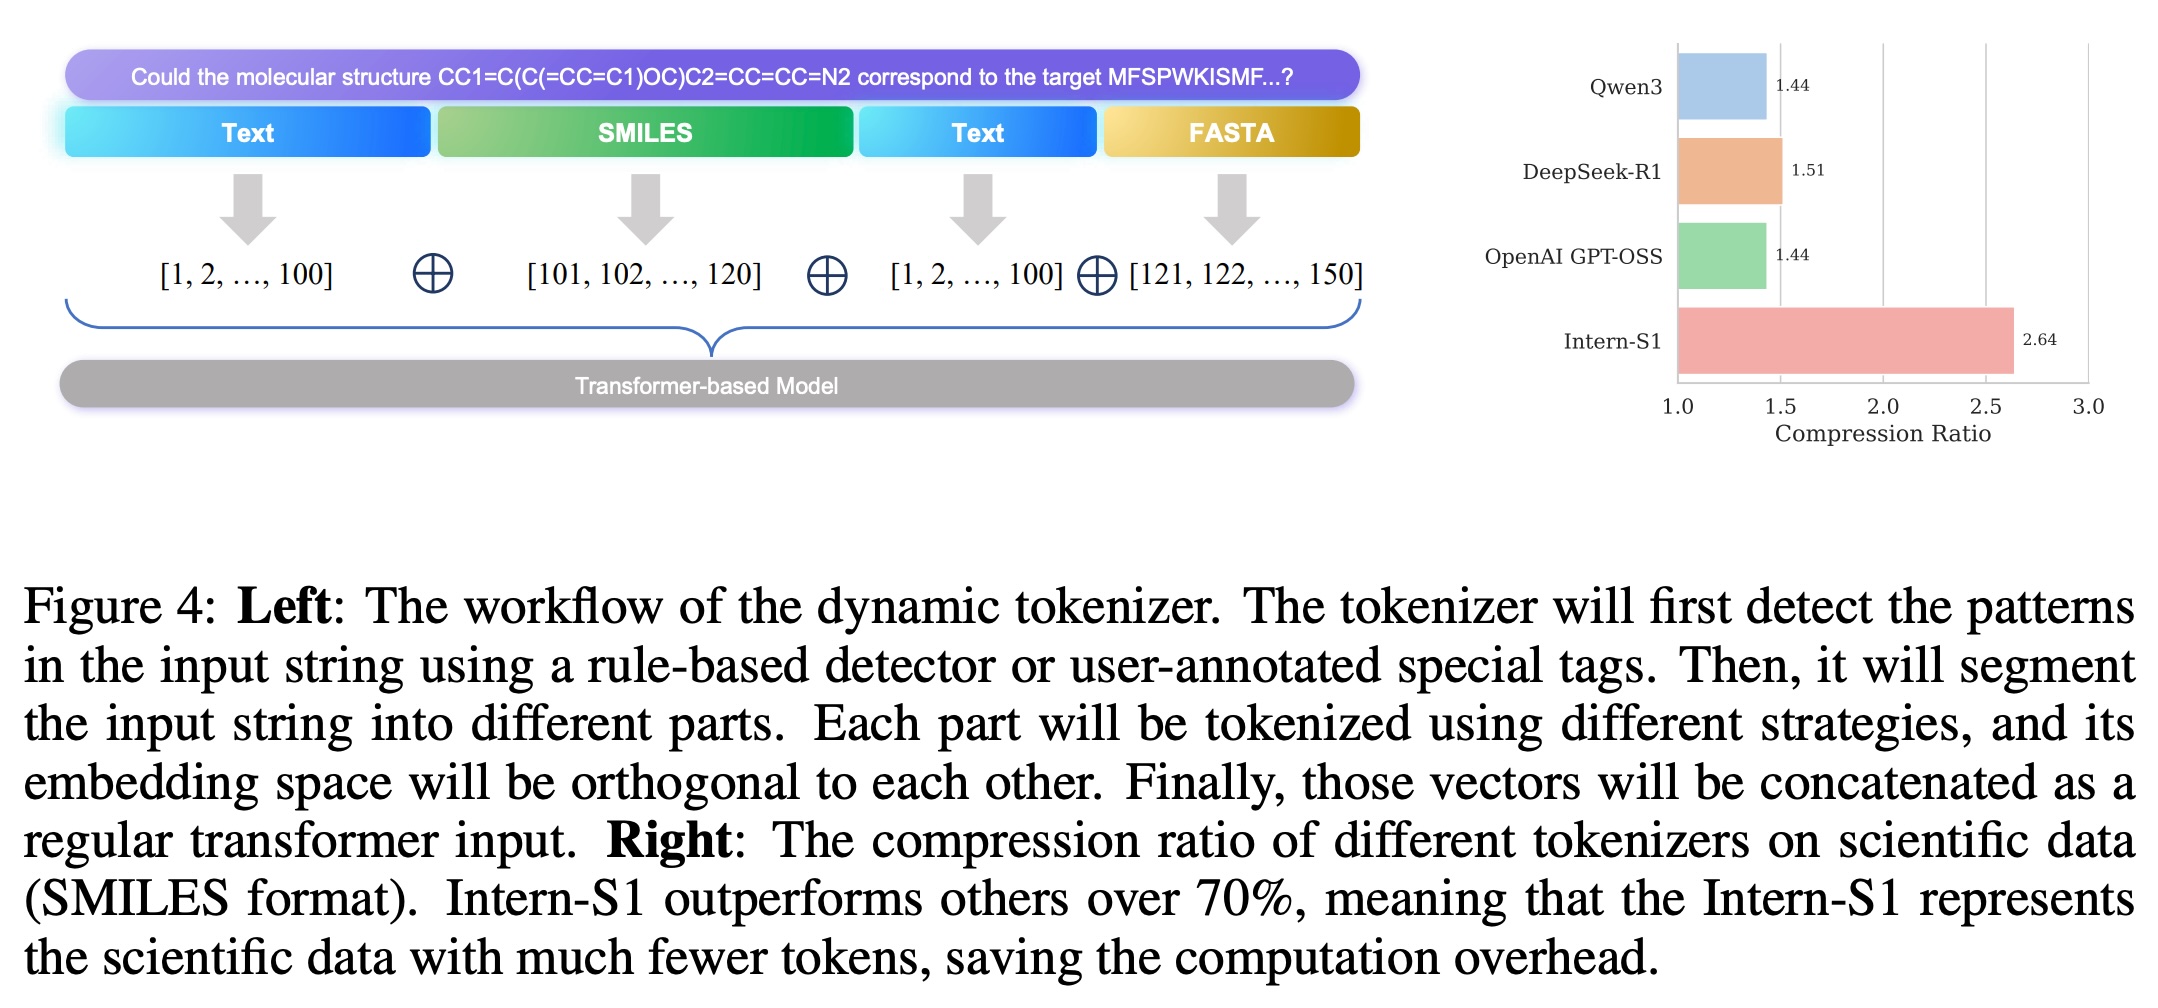 Could the molecular structure CC1=C(C(=CC=C1)OC)C2=CC=CC=N2 correspond to the target MFSPWKISMF...?
Text SMILES Text FASTA
[1, 2, …, 100] ⊕ [101, 102, …, 120] ⊕ [1, 2, …, 100] ⊕ [121, 122, …, 150]
Transformer-based Model
Qwen3 1.44
DeepSeek-R1 1.51
OpenAI GPT-OSS 1.44
Intern-S1 2.64
1.0 1.5 2.0 2.5 3.0
Compression Ratio
Figure 4: Left: The workflow of the dynamic tokenizer. The tokenizer will first detect the patterns
in the input string using a rule-based detector or user-annotated special tags. Then, it will segment
the input string into different parts. Each part will be tokenized using different strategies, and its
embedding space will be orthogonal to each other. Finally, those vectors will be concatenated as a
regular transformer input. Right: The compression ratio of different tokenizers on scientific data
(SMILES format). Intern-S1 outperforms others over 70%, meaning that the Intern-S1 represents
the scientific data with much fewer tokens, saving the computation overhead.